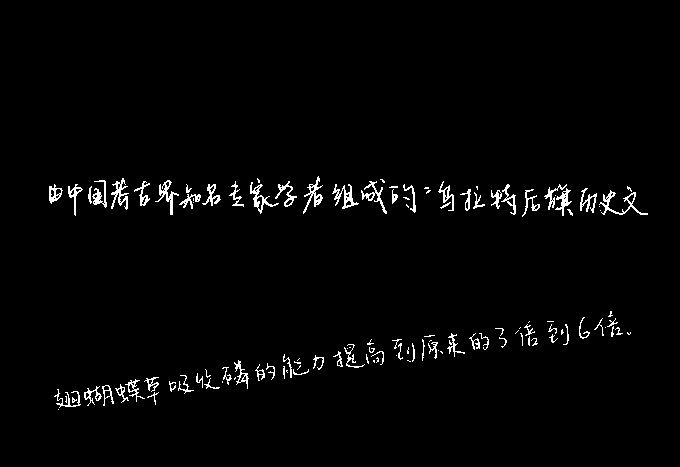 由中国考古界知名专家学者组成的“乌拉特后旗历史文
翅蝴蝶草吸收磷的能力提高到原来的3倍到6倍。